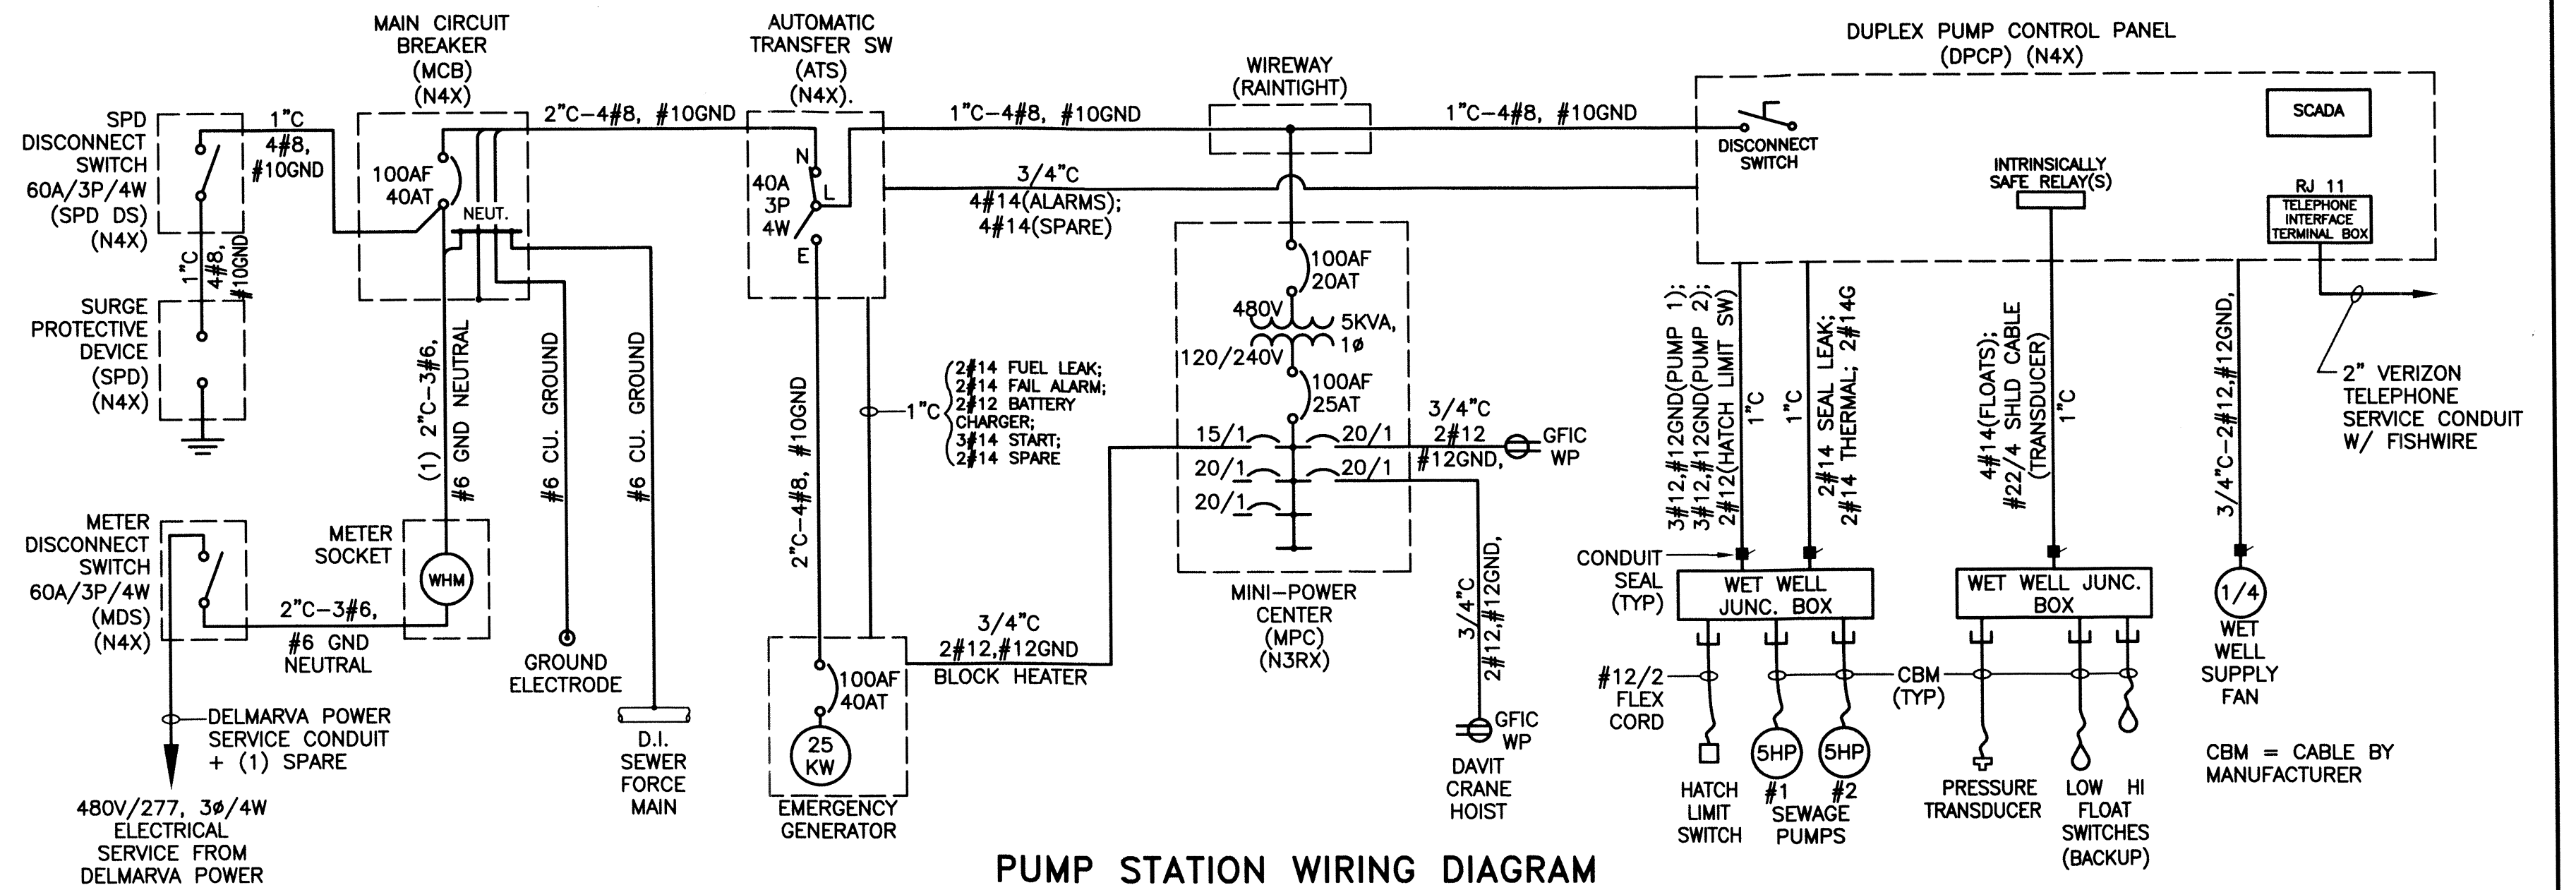 MAIN CIRCUIT
BREAKER
(MCB)
(N4X)
AUTOMATIC
TRANSFER SW
(ATS)
(N4X).
WIREWAY
(RAINTIGHT)
DUPLEX PUMP CONTROL PANEL
(DPCP) (N4X)
SPD
DISCONNECT
SWITCH
60A/3P/4W
(SPD DS)
(N4X)
1"C
4#8,
#10GND
100AF
40AT
NEUT.
2"C-4#8, #10GND
N
40A
3P
4W
L
E
1"C-4#8, #10GND
1"C-4#8, #10GND
3/4"C
4#14(ALARMS);
4#14(SPARE)
DISCONNECT
SWITCH
INTRINSICALLY
SAFE RELAY(S)
SCADA
RJ 11
TELEPHONE
INTERFACE
TERMINAL BOX
1"C
4#8,
#10GND
SURGE
PROTECTIVE
DEVICE
(SPD)
(N4X)
(1) 2"C-3#6,
#6 GND NEUTRAL
#6 CU. GROUND
#6 CU. GROUND
2"C-4#8, #10GND
1"C
2#14 FUEL LEAK;
2#14 FAIL ALARM;
2#12 BATTERY
CHARGER;
3#14 START;
2#14 SPARE
100AF
20AT
480V
5KVA,
1ø
120/240V
100AF
25AT
15/1
20/1
20/1
20/1
20/1
3/4"C
2#12
#12GND,
GFIC
WP
MINI-POWER
CENTER
(MPC)
(N3RX)
3/4"C
2#12,#12GND,
GFIC
WP
DAVIT
CRANE
HOIST
3#12,#12GND(PUMP 1);
3#12,#12GND(PUMP 2);
2#12(HATCH LIMIT SW)
1"C
1"C
2#14 SEAL LEAK;
2#14 THERMAL; 2#14G
4#14(FLOATS);
#22/4 SHLD CABLE
(TRANSDUCER)
1"C
3/4"C-2#12,#12GND,
2" VERIZON
TELEPHONE
SERVICE CONDUIT
W/ FISHWIRE
METER
DISCONNECT
SWITCH
60A/3P/4W
(MDS)
(N4X)
METER
SOCKET
WHM
2"C-3#6,
#6 GND
NEUTRAL
GROUND
ELECTRODE
DELMARVA POWER
SERVICE CONDUIT
+ (1) SPARE
480V/277, 3ø/4W
ELECTRICAL
SERVICE FROM
DELMARVA POWER
D.I.
SEWER
FORCE
MAIN
3/4"C
2#12,#12GND
BLOCK HEATER
100AF
40AT
25
KW
EMERGENCY
GENERATOR
CONDUIT
SEAL
(TYP)
WET WELL
JUNC. BOX
WET WELL JUNC.
BOX
1/4
WET
WELL
SUPPLY
FAN
#12/2
FLEX
CORD
CBM
(TYP)
HATCH
LIMIT
SWITCH
5HP
5HP
#1
#2
SEWAGE
PUMPS
PRESSURE
TRANSDUCER
LOW HI
FLOAT
SWITCHES
(BACKUP)
CBM = CABLE BY
MANUFACTURER
PUMP STATION WIRING DIAGRAM